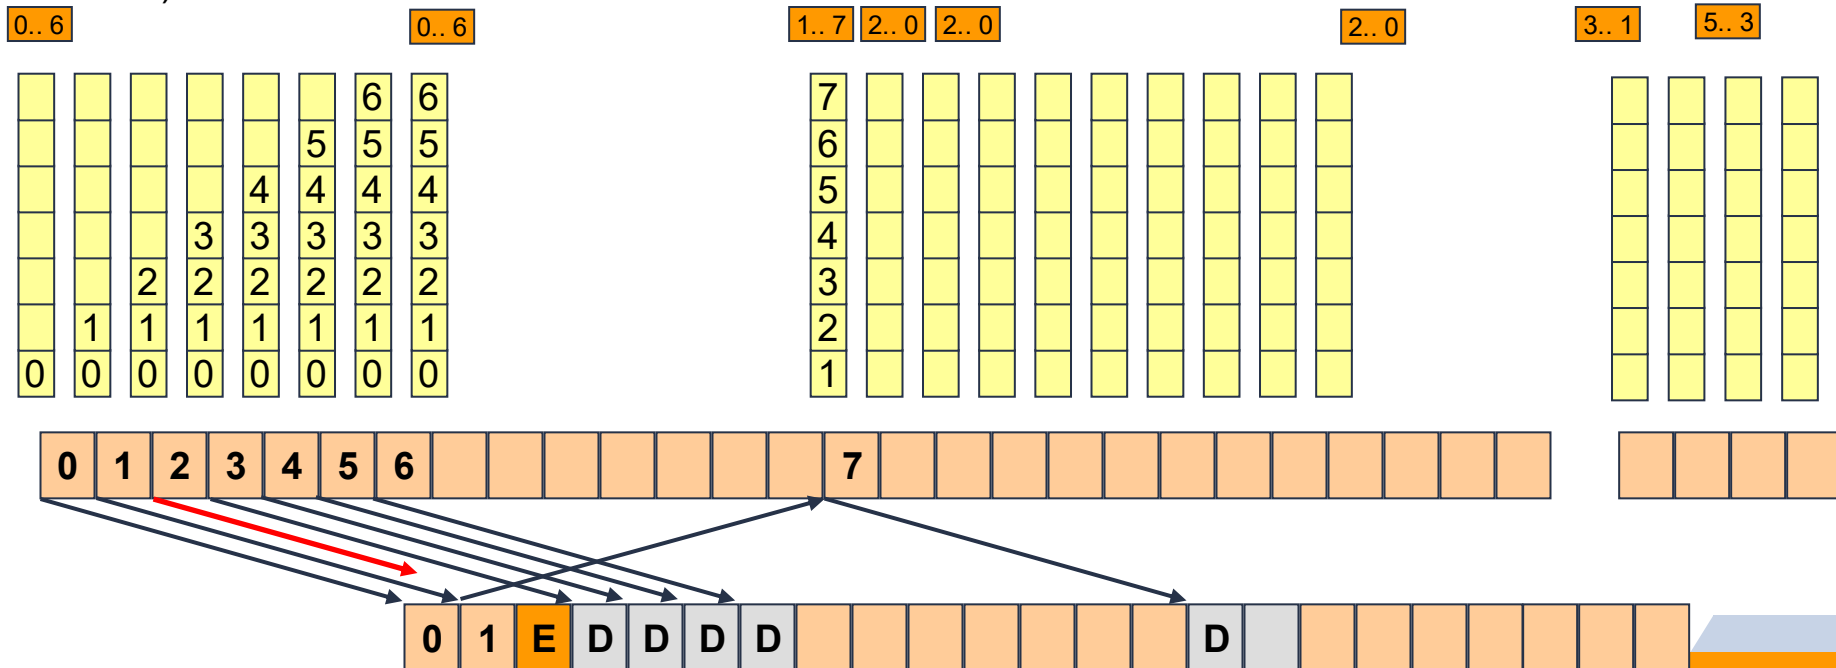 0.. 6 0.. 6 1.. 7 2.. 0 2.. 0 2.. 0 3.. 1 5.. 3
6 6 7
5 5 5 6
4 4 4 4 5
3 3 3 3 3 4
2 2 2 2 2 2 3
1 1 1 1 1 1 1 2
0 0 0 0 0 0 0 0 1
0 1 2 3 4 5 6 7
0 1 E D D D D D